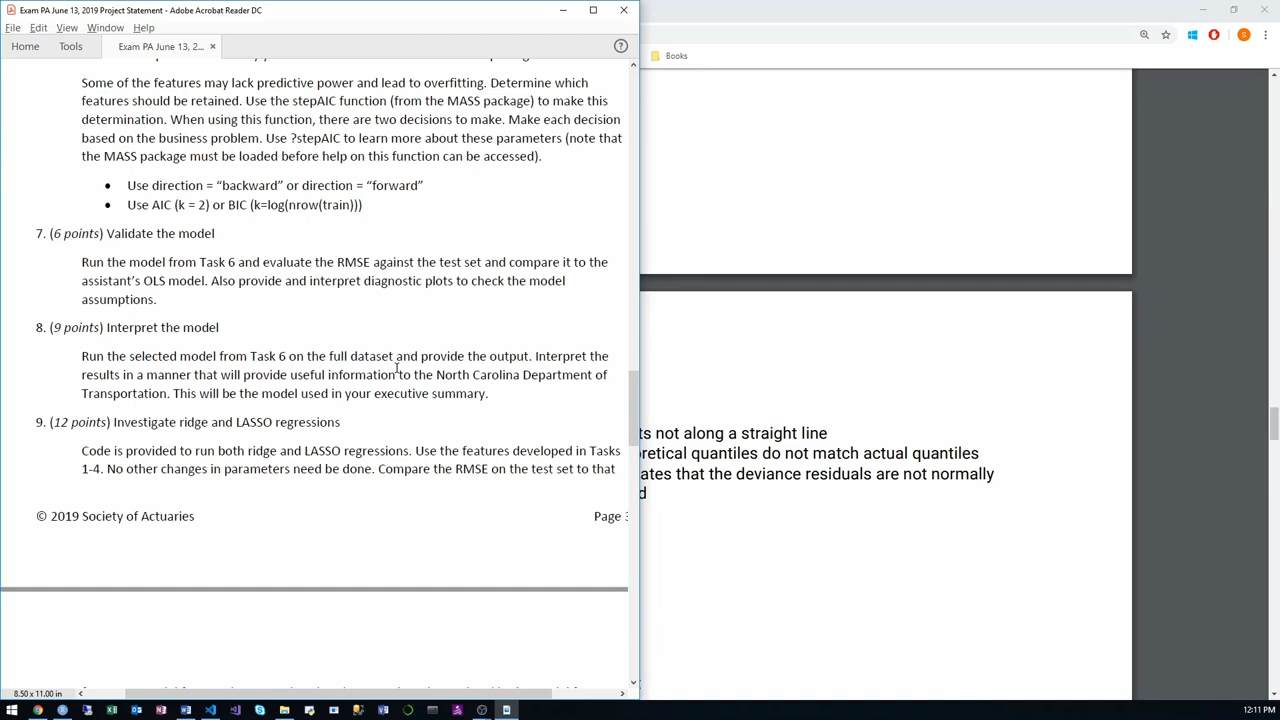 Exam PA June 13, 2019 Project Statement - Adobe Acrobat Reader DC
File Edit View Window Help
Home Tools Exam PA June 13, 2... ×
Books
Some of the features may lack predictive power and lead to overfitting. Determine which
features should be retained. Use the stepAIC function (from the MASS package) to make this
determination. When using this function, there are two decisions to make. Make each decision
based on the business problem. Use ?stepAIC to learn more about these parameters (note that
the MASS package must be loaded before help on this function can be accessed).
• Use direction = “backward” or direction = “forward”
• Use AIC (k = 2) or BIC (k=log(nrow(train)))
7. (6 points) Validate the model
Run the model from Task 6 and evaluate the RMSE against the test set and compare it to the
assistant’s OLS model. Also provide and interpret diagnostic plots to check the model
assumptions.
8. (9 points) Interpret the model
Run the selected model from Task 6 on the full dataset and provide the output. Interpret the
results in a manner that will provide useful information to the North Carolina Department of
Transportation. This will be the model used in your executive summary.
9. (12 points) Investigate ridge and LASSO regressions
Code is provided to run both ridge and LASSO regressions. Use the features developed in Tasks
1-4. No other changes in parameters need be done. Compare the RMSE on the test set to that
© 2019 Society of Actuaries Page 3
8.50 x 11.00 in
ts not along a straight line
retical quantiles do not match actual quantiles
ates that the deviance residuals are not normally
d
12:11 PM